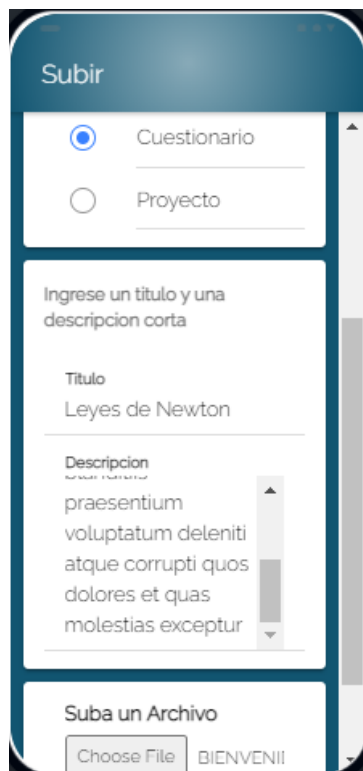 Subir
Cuestionario
Proyecto
Ingrese un titulo y una
descripcion corta
Titulo
Leyes de Newton
Descripcion
praesentium
voluptatum deleniti
atque corrupti quos
dolores et quas
molestias exceptur
Suba un Archivo
Choose File